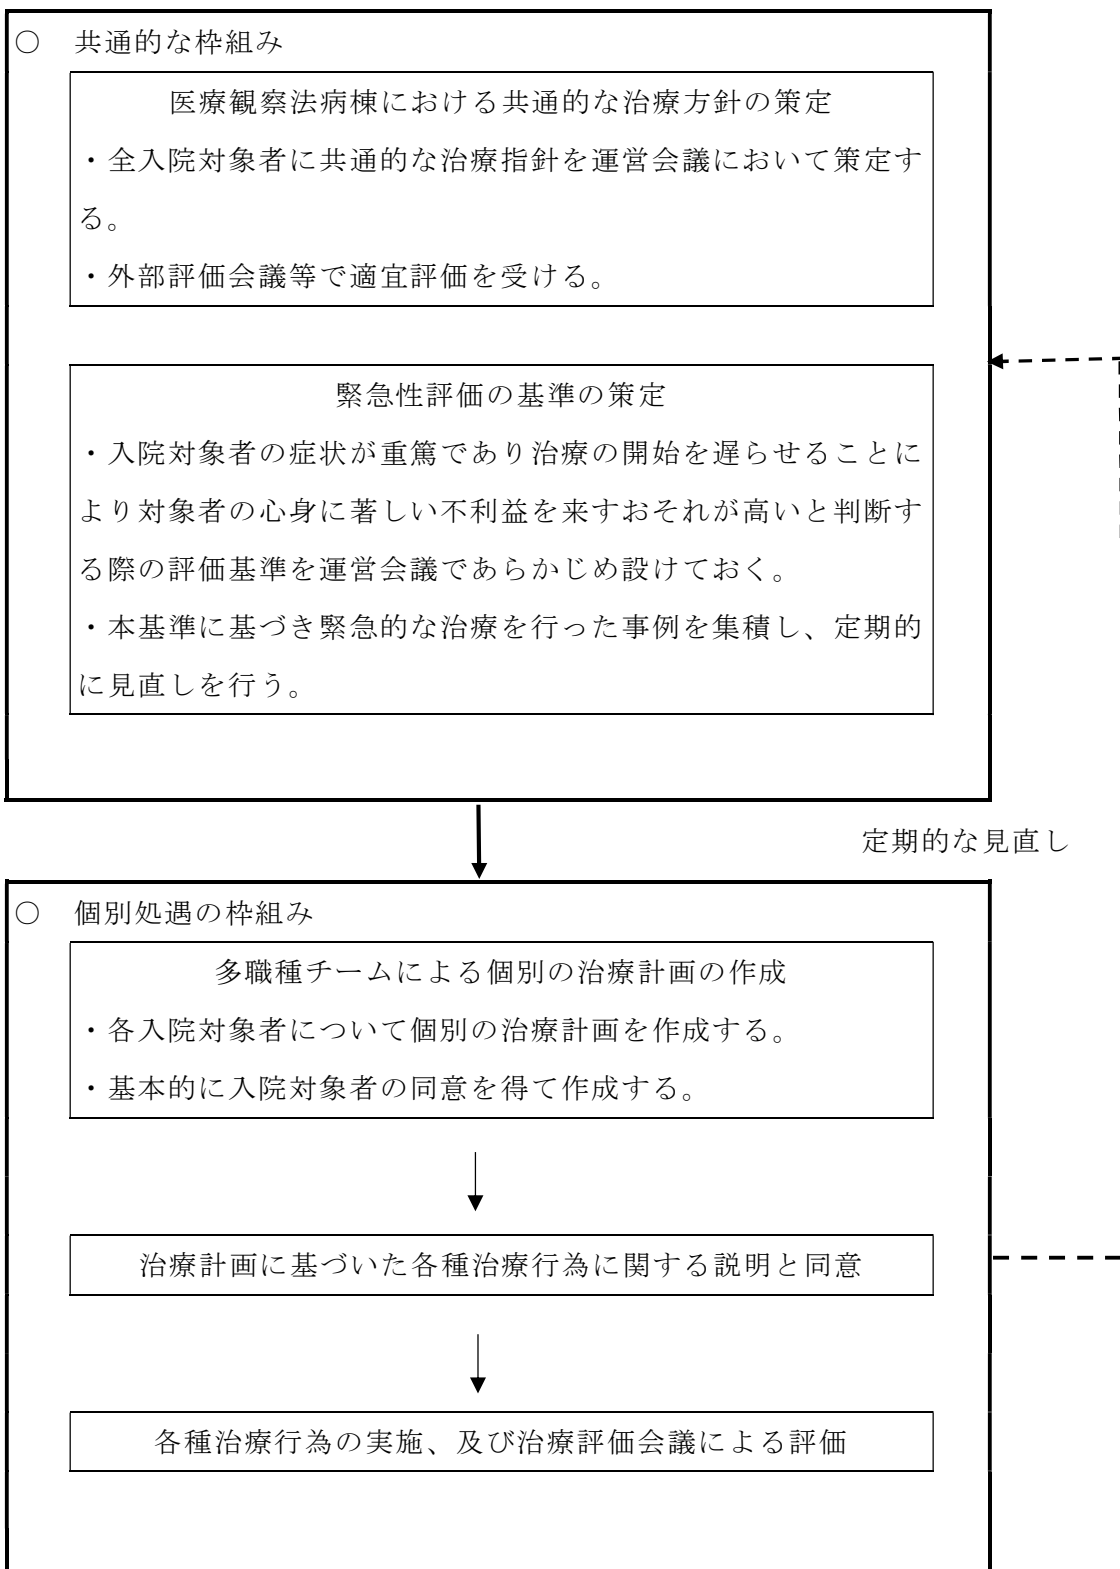 ○　共通的な枠組み
医療観察法病棟における共通的な治療方針の策定
・全入院対象者に共通的な治療指針を運営会議において策定す
る。
・外部評価会議等で適宜評価を受ける。
緊急性評価の基準の策定
・入院対象者の症状が重篤であり治療の開始を遅らせることに
より対象者の心身に著しい不利益を来すおそれが高いと判断す
る際の評価基準を運営会議であらかじめ設けておく。
・本基準に基づき緊急的な治療を行った事例を集積し、定期的
に見直しを行う。
定期的な見直し
○　個別処遇の枠組み
多職種チームによる個別の治療計画の作成
・各入院対象者について個別の治療計画を作成する。
・基本的に入院対象者の同意を得て作成する。
治療計画に基づいた各種治療行為に関する説明と同意
各種治療行為の実施、及び治療評価会議による評価